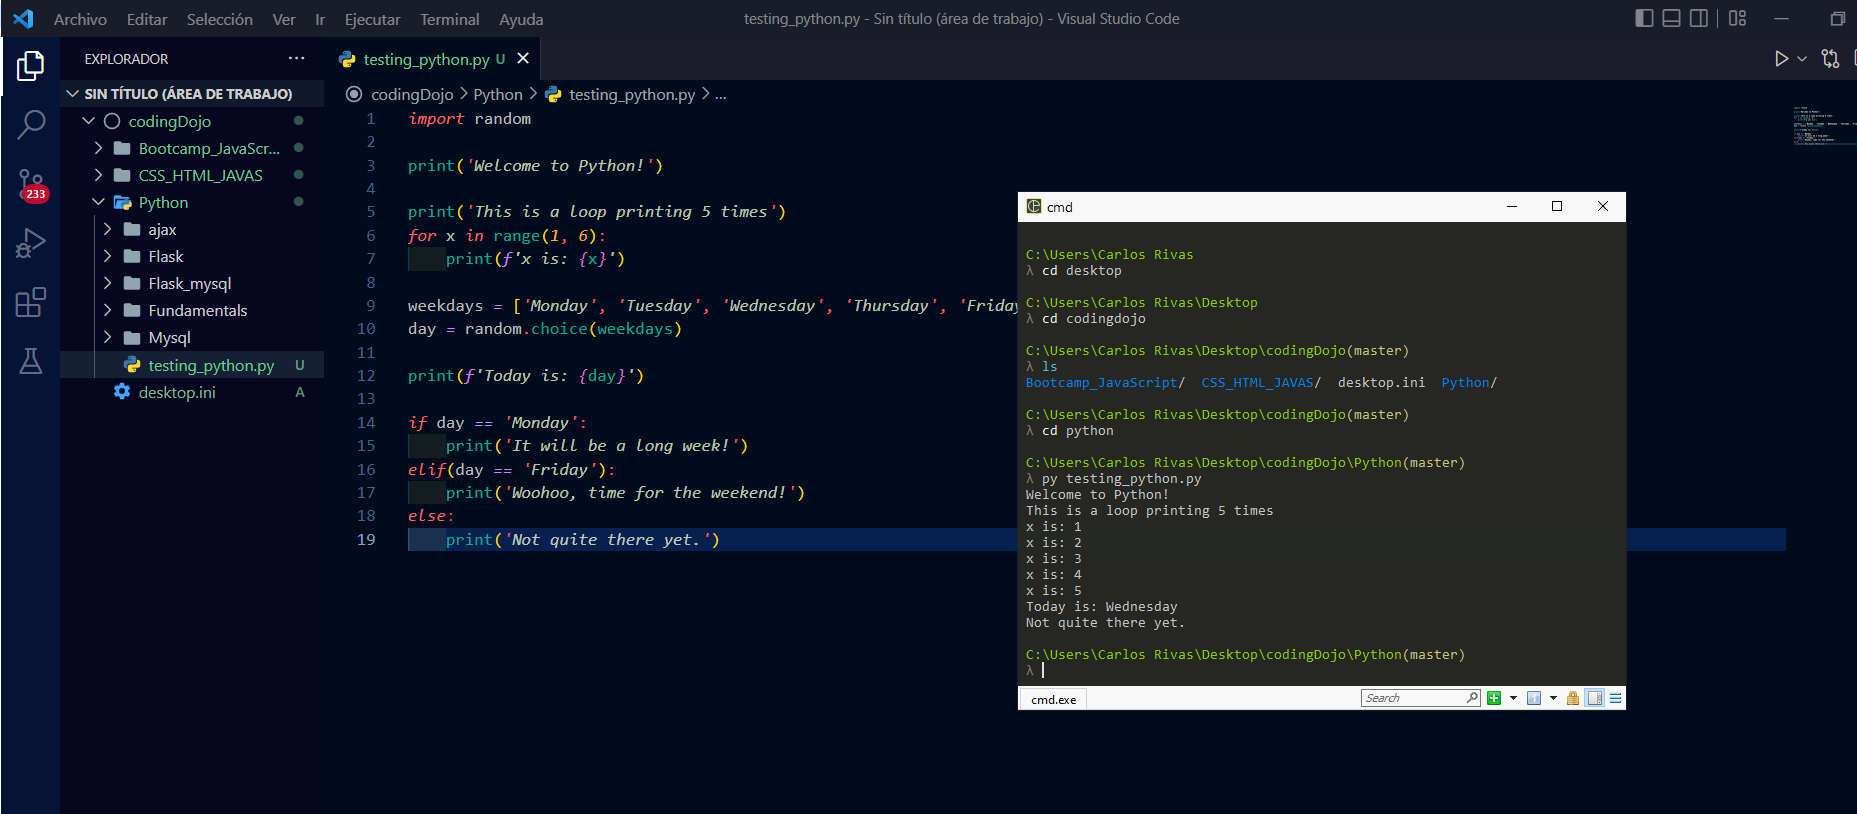 Archivo Editar Selección Ver Ir Ejecutar Terminal Ayuda
testing_python.py - Sin título (área de trabajo) - Visual Studio Code
EXPLORADOR
SIN TÍTULO (ÁREA DE TRABAJO)
codingDojo
Bootcamp_JavaScr...
CSS_HTML_JAVAS
Python
ajax
Flask
Flask_mysql
Fundamentals
Mysql
testing_python.py U
desktop.ini A
233
testing_python.py U
codingDojo > Python > testing_python.py > ...
1 import random
2
3 print('Welcome to Python!')
4
5 print('This is a loop printing 5 times')
6 for x in range(1, 6):
7 print(f'x is: {x}')
8
9 weekdays = ['Monday', 'Tuesday', 'Wednesday', 'Thursday', 'Friday
10 day = random.choice(weekdays)
11
12 print(f'Today is: {day}')
13
14 if day == 'Monday':
15 print('It will be a long week!')
16 elif(day == 'Friday'):
17 print('Woohoo, time for the weekend!')
18 else:
19 print('Not quite there yet.')
cmd
C:\Users\Carlos Rivas
λ cd desktop
C:\Users\Carlos Rivas\Desktop
λ cd codingdojo
C:\Users\Carlos Rivas\Desktop\codingDojo(master)
λ ls
Bootcamp_JavaScript/ CSS_HTML_JAVAS/ desktop.ini Python/
C:\Users\Carlos Rivas\Desktop\codingDojo(master)
λ cd python
C:\Users\Carlos Rivas\Desktop\codingDojo\Python(master)
λ py testing_python.py
Welcome to Python!
This is a loop printing 5 times
x is: 1
x is: 2
x is: 3
x is: 4
x is: 5
Today is: Wednesday
Not quite there yet.
C:\Users\Carlos Rivas\Desktop\codingDojo\Python(master)
λ
cmd.exe
Search